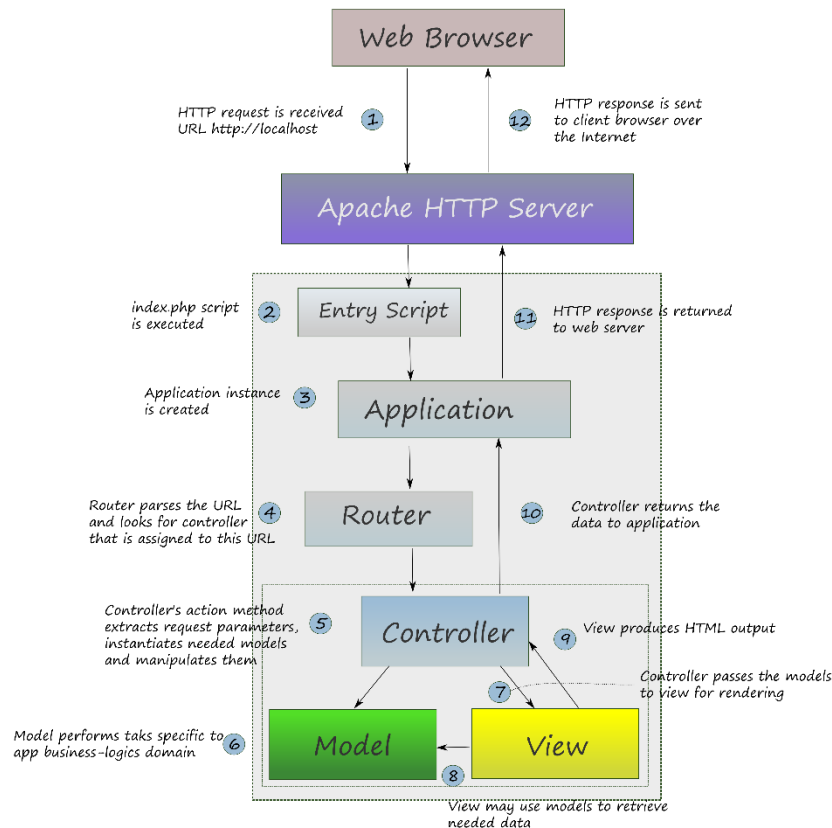 Web Browser
HTTP request is received
URL http://localhost
1
12
HTTP response is sent
to client browser over
the Internet
Apache HTTP Server
index.php script
is executed
2
Entry Script
11
HTTP response is returned
to web server
Application instance
is created
3
Application
Router parses the URL
and looks for controller
that is assigned to this URL
4
Router
10
Controller returns the
data to application
Controller's action method
extracts request parameters,
instantiates needed models
and manipulates them
5
Controller
9
View produces HTML output
7
Controller passes the models
to view for rendering
Model performs taks specific to
app business-logics domain
6
Model
View
8
View may use models to retrieve
needed data